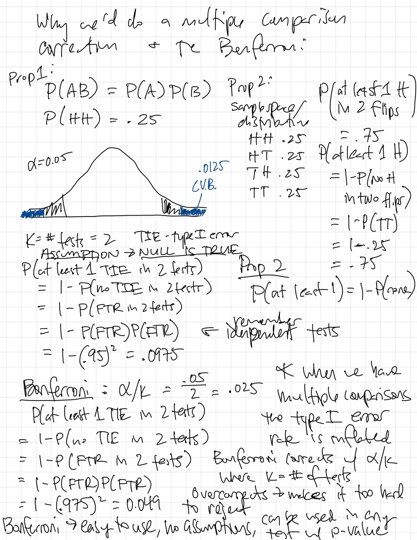 Why we'd do a multiple comparison
correction + the Bonferroni
Prop 1:
P(AB) = P(A) P(B)
P(HH) = .25
Prop 2:
sample space/
distribution
HH .25
HT .25
TH .25
TT .25
P(at least 1 H
in 2 flips)
= .75
P(at least 1 H)
= 1-P(no H
in two flips)
= 1-P(TT)
= 1-.25
= .75
α=0.05
.0125
C.V.B.
K = # tests = 2 TIE - type I error
Assumption → NULL IS TRUE
P(at least 1 TIE in 2 tests)
= 1-P(no TIE in 2 tests)
= 1-P(FTR in 2 tests)
= 1-P(FTR)P(FTR)
= 1-(.95)² = .0975
← remember
independent tests
Prop 2
P(at least 1) = 1-P(none)
Bonferroni: α/K = .05/2 = .025
P(at least 1 TIE in 2 tests)
= 1-P(no TIE in 2 tests)
= 1-P(FTR in 2 tests)
= 1-P(FTR)P(FTR)
= 1-(.975)² = 0.049
* when we have
multiple comparisons
the type I error
rate is inflated
Bonferroni corrects w/ α/K
where K = # of tests
overcorrects → makes it too hard
to reject
Bonferroni → easy to use, no assumptions, can be used in any
test w/ p-value